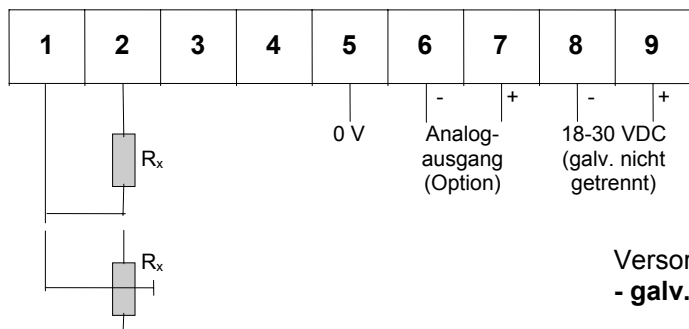 1 2 3 4 5 6 7 8 9
- + - +
0 V
Analog-
ausgang
(Option)
18-30 VDC
(galv. nicht
getrennt)
Rx
Rx
- galv.